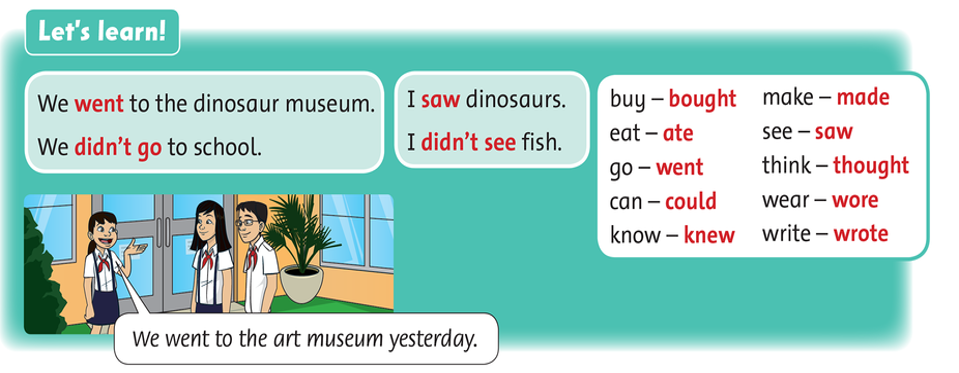 Let's learn!
We went to the dinosaur museum.
We didn't go to school.
I saw dinosaurs.
I didn't see fish.
buy – bought
eat – ate
go – went
can – could
know – knew
make – made
see – saw
think – thought
wear – wore
write – wrote
We went to the art museum yesterday.